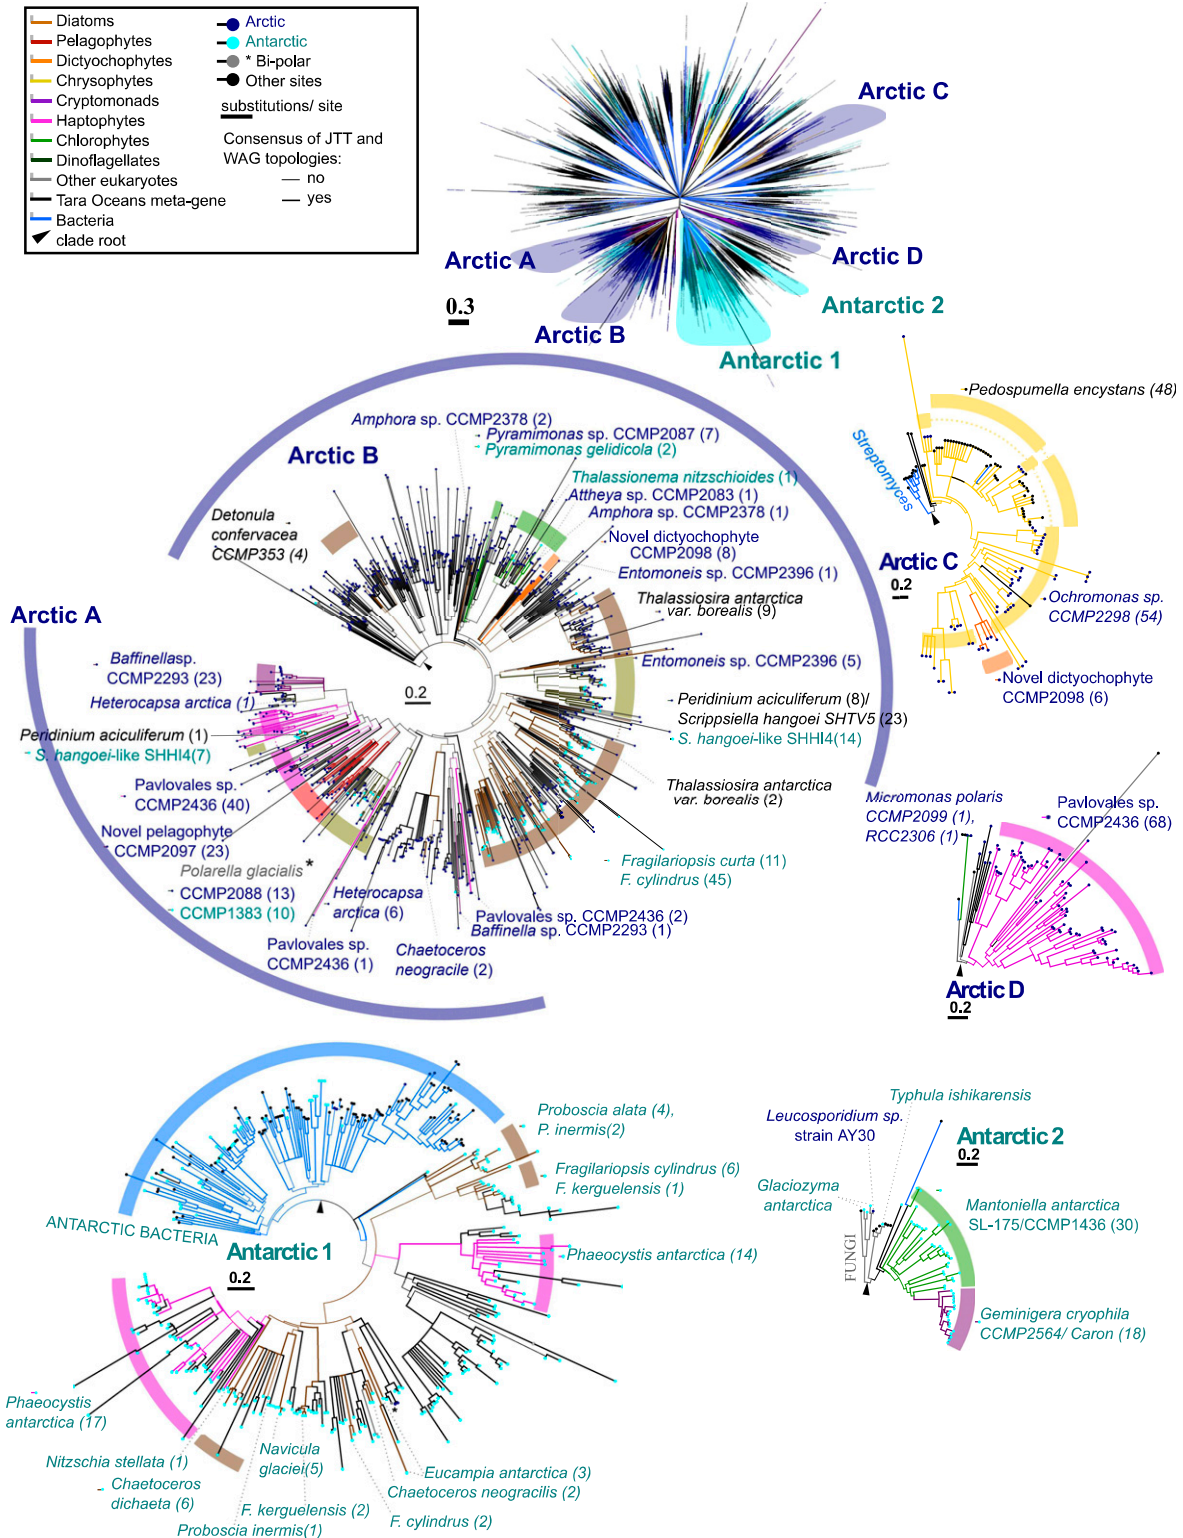 Diatoms
Pelagophytes
Dictyochophytes
Chrysophytes
Cryptomonads
Haptophytes
Chlorophytes
Dinoflagellates
Other eukaryotes
Tara Oceans meta-gene
Bacteria
clade root
Arctic
Antarctic
* Bi-polar
Other sites
substitutions/ site
Consensus of JTT and
WAG topologies:
no
yes
Arctic C
Arctic A
Arctic D
0.3
Antarctic 2
Arctic B
Antarctic 1
Arctic B
Amphora sp. CCMP2378 (2)
Pyramimonas sp. CCMP2087 (7)
Pyramimonas gelidicola (2)
Thalassionema nitzschioides (1)
Attheya sp. CCMP2083 (1)
Amphora sp. CCMP2378 (1)
Detonula
confervacea
CCMP353 (4)
Novel dictyochophyte
CCMP2098 (8)
Entomoneis sp. CCMP2396 (1)
Thalassiosira antarctica
var. borealis (9)
Entomoneis sp. CCMP2396 (5)
Peridinium aciculiferum (8)/
Scrippsiella hangoei SHTV5 (23)
S. hangoei-like SHHI4(14)
Thalassiosira antarctica
var. borealis (2)
Fragilariopsis curta (11)
F. cylindrus (45)
0.2
Arctic A
Baffinellasp.
CCMP2293 (23)
Heterocapsa arctica (1)
Peridinium aciculiferum (1)
S. hangoei-like SHHI4(7)
Pavlovales sp.
CCMP2436 (40)
Novel pelagophyte
CCMP2097 (23)
Polarella glacialis*
CCMP2088 (13)
CCMP1383 (10)
Heterocapsa
arctica (6)
Pavlovales sp.
CCMP2436 (1)
Chaetoceros
neogracile (2)
Pavlovales sp. CCMP2436 (2)
Baffinella sp. CCMP2293 (1)
Pedospumella encystans (48)
Streptomyces
Arctic C
0.2
Ochromonas sp.
CCMP2298 (54)
Novel dictyochophyte
CCMP2098 (6)
Micromonas polaris
CCMP2099 (1),
RCC2306 (1)
Pavlovales sp.
CCMP2436 (68)
Arctic D
0.2
ANTARCTIC BACTERIA
Antarctic 1
0.2
Proboscia alata (4),
P. inermis(2)
Fragilariopsis cylindrus (6)
F. kerguelensis (1)
Phaeocystis antarctica (14)
Phaeocystis
antarctica (17)
Nitzschia stellata (1)
Chaetoceros
dichaeta (6)
Navicula
glaciei(5)
F. kerguelensis (2)
Proboscia inermis(1)
Eucampia antarctica (3)
Chaetoceros neogracilis (2)
F. cylindrus (2)
*
*
Typhula ishikarensis
Leucosporidium sp.
strain AY30
Antarctic 2
0.2
Glaciozyma
antarctica
FUNGI
Mantoniella antarctica
SL-175/CCMP1436 (30)
Geminigera cryophila
CCMP2564/ Caron (18)